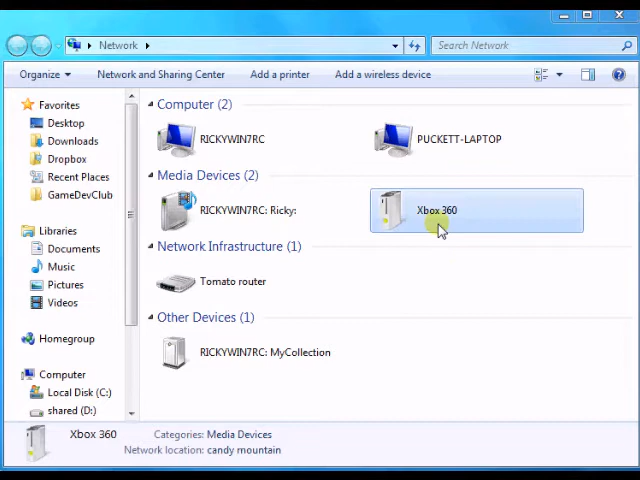 Network
Search Network
Organize
Network and Sharing Center
Add a printer
Add a wireless device
Favorites
Desktop
Downloads
Dropbox
Recent Places
GameDevClub
Libraries
Documents
Music
Pictures
Videos
Homegroup
Computer
Local Disk (C:)
shared (D:)
Computer (2)
RICKYWIN7RC
PUCKETT-LAPTOP
Media Devices (2)
RICKYWIN7RC: Ricky:
Xbox 360
Network Infrastructure (1)
Tomato router
Other Devices (1)
RICKYWIN7RC: MyCollection
Xbox 360
Categories: Media Devices
Network location: candy mountain